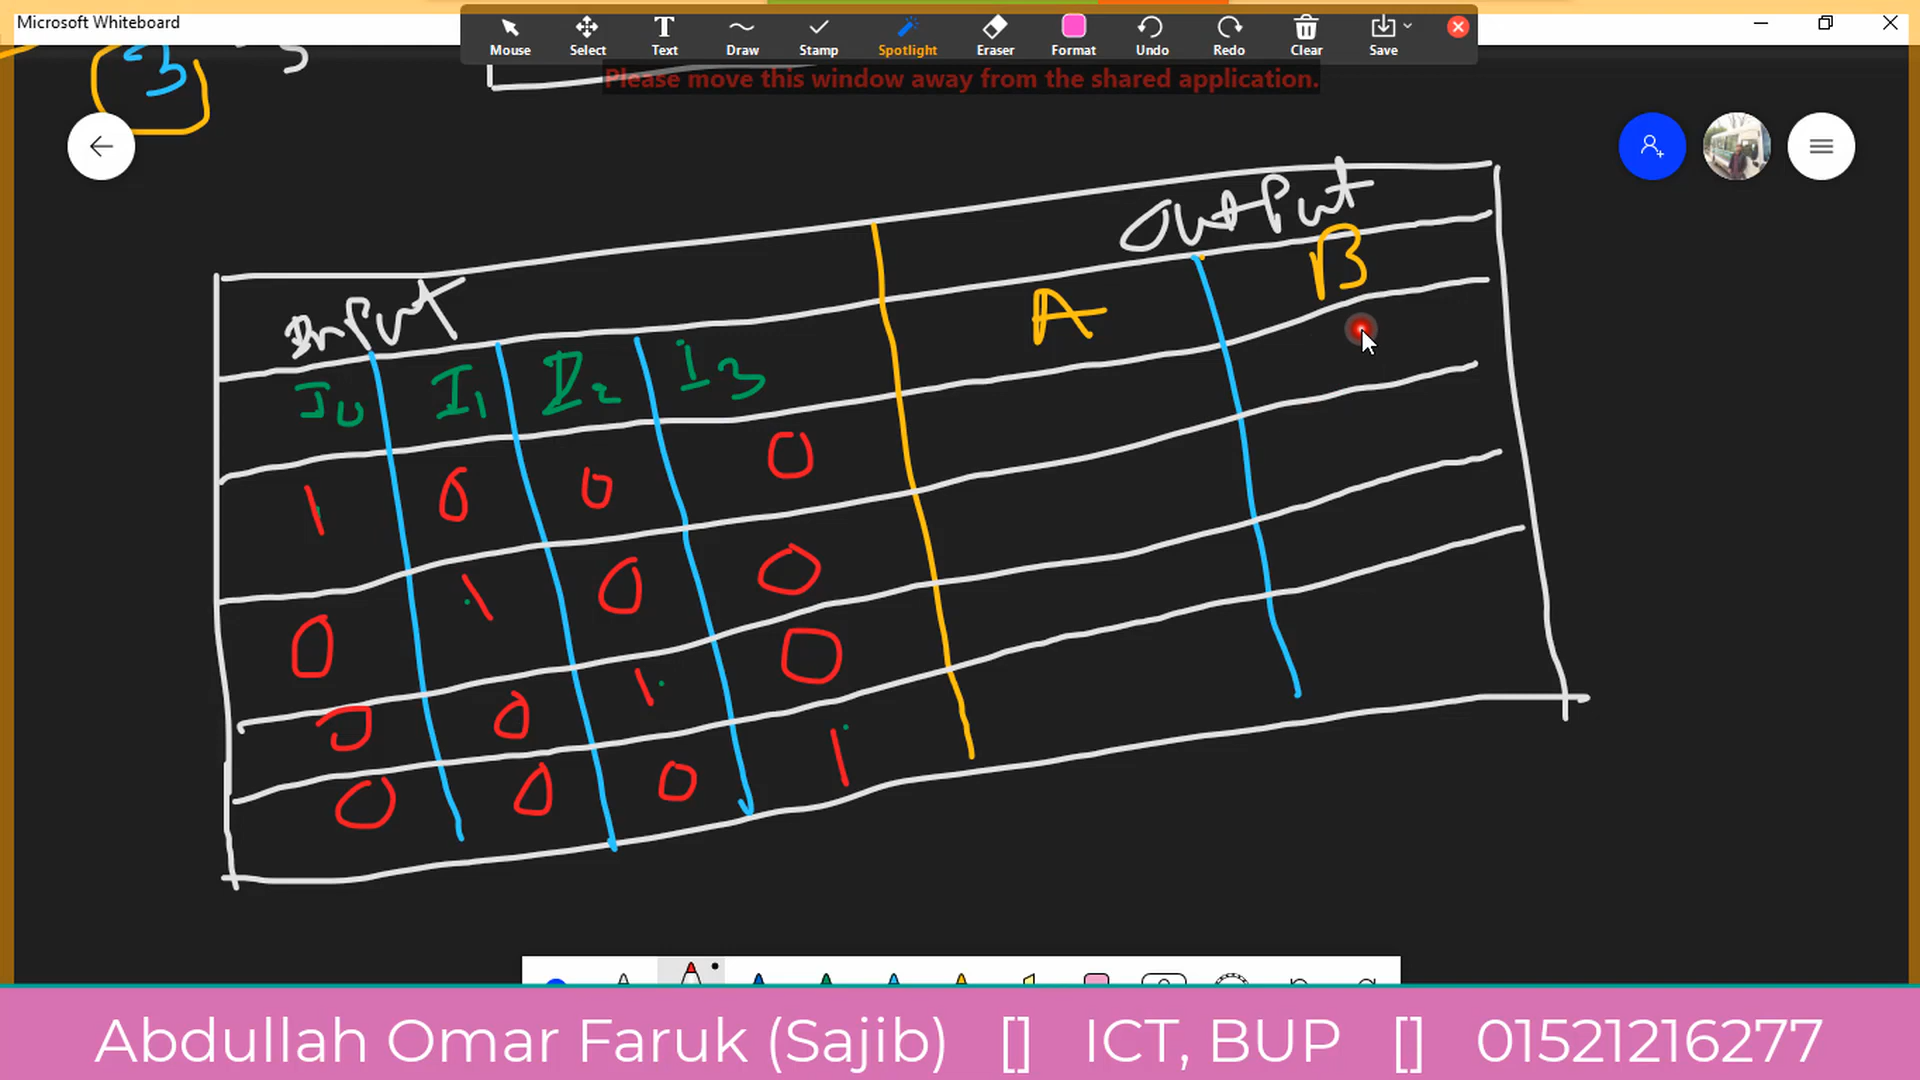 Microsoft Whiteboard
Mouse Select Text Draw Stamp Spotlight Eraser Format Undo Redo Clear Save
Please move this window away from the shared application.
3
Input Output
I0 I1 I2 I3 A B
1 0 0 0
0 1 0 0
0 0 1 0
0 0 0 1
Abdullah Omar Faruk (Sajib) [] ICT, BUP [] 01521216277